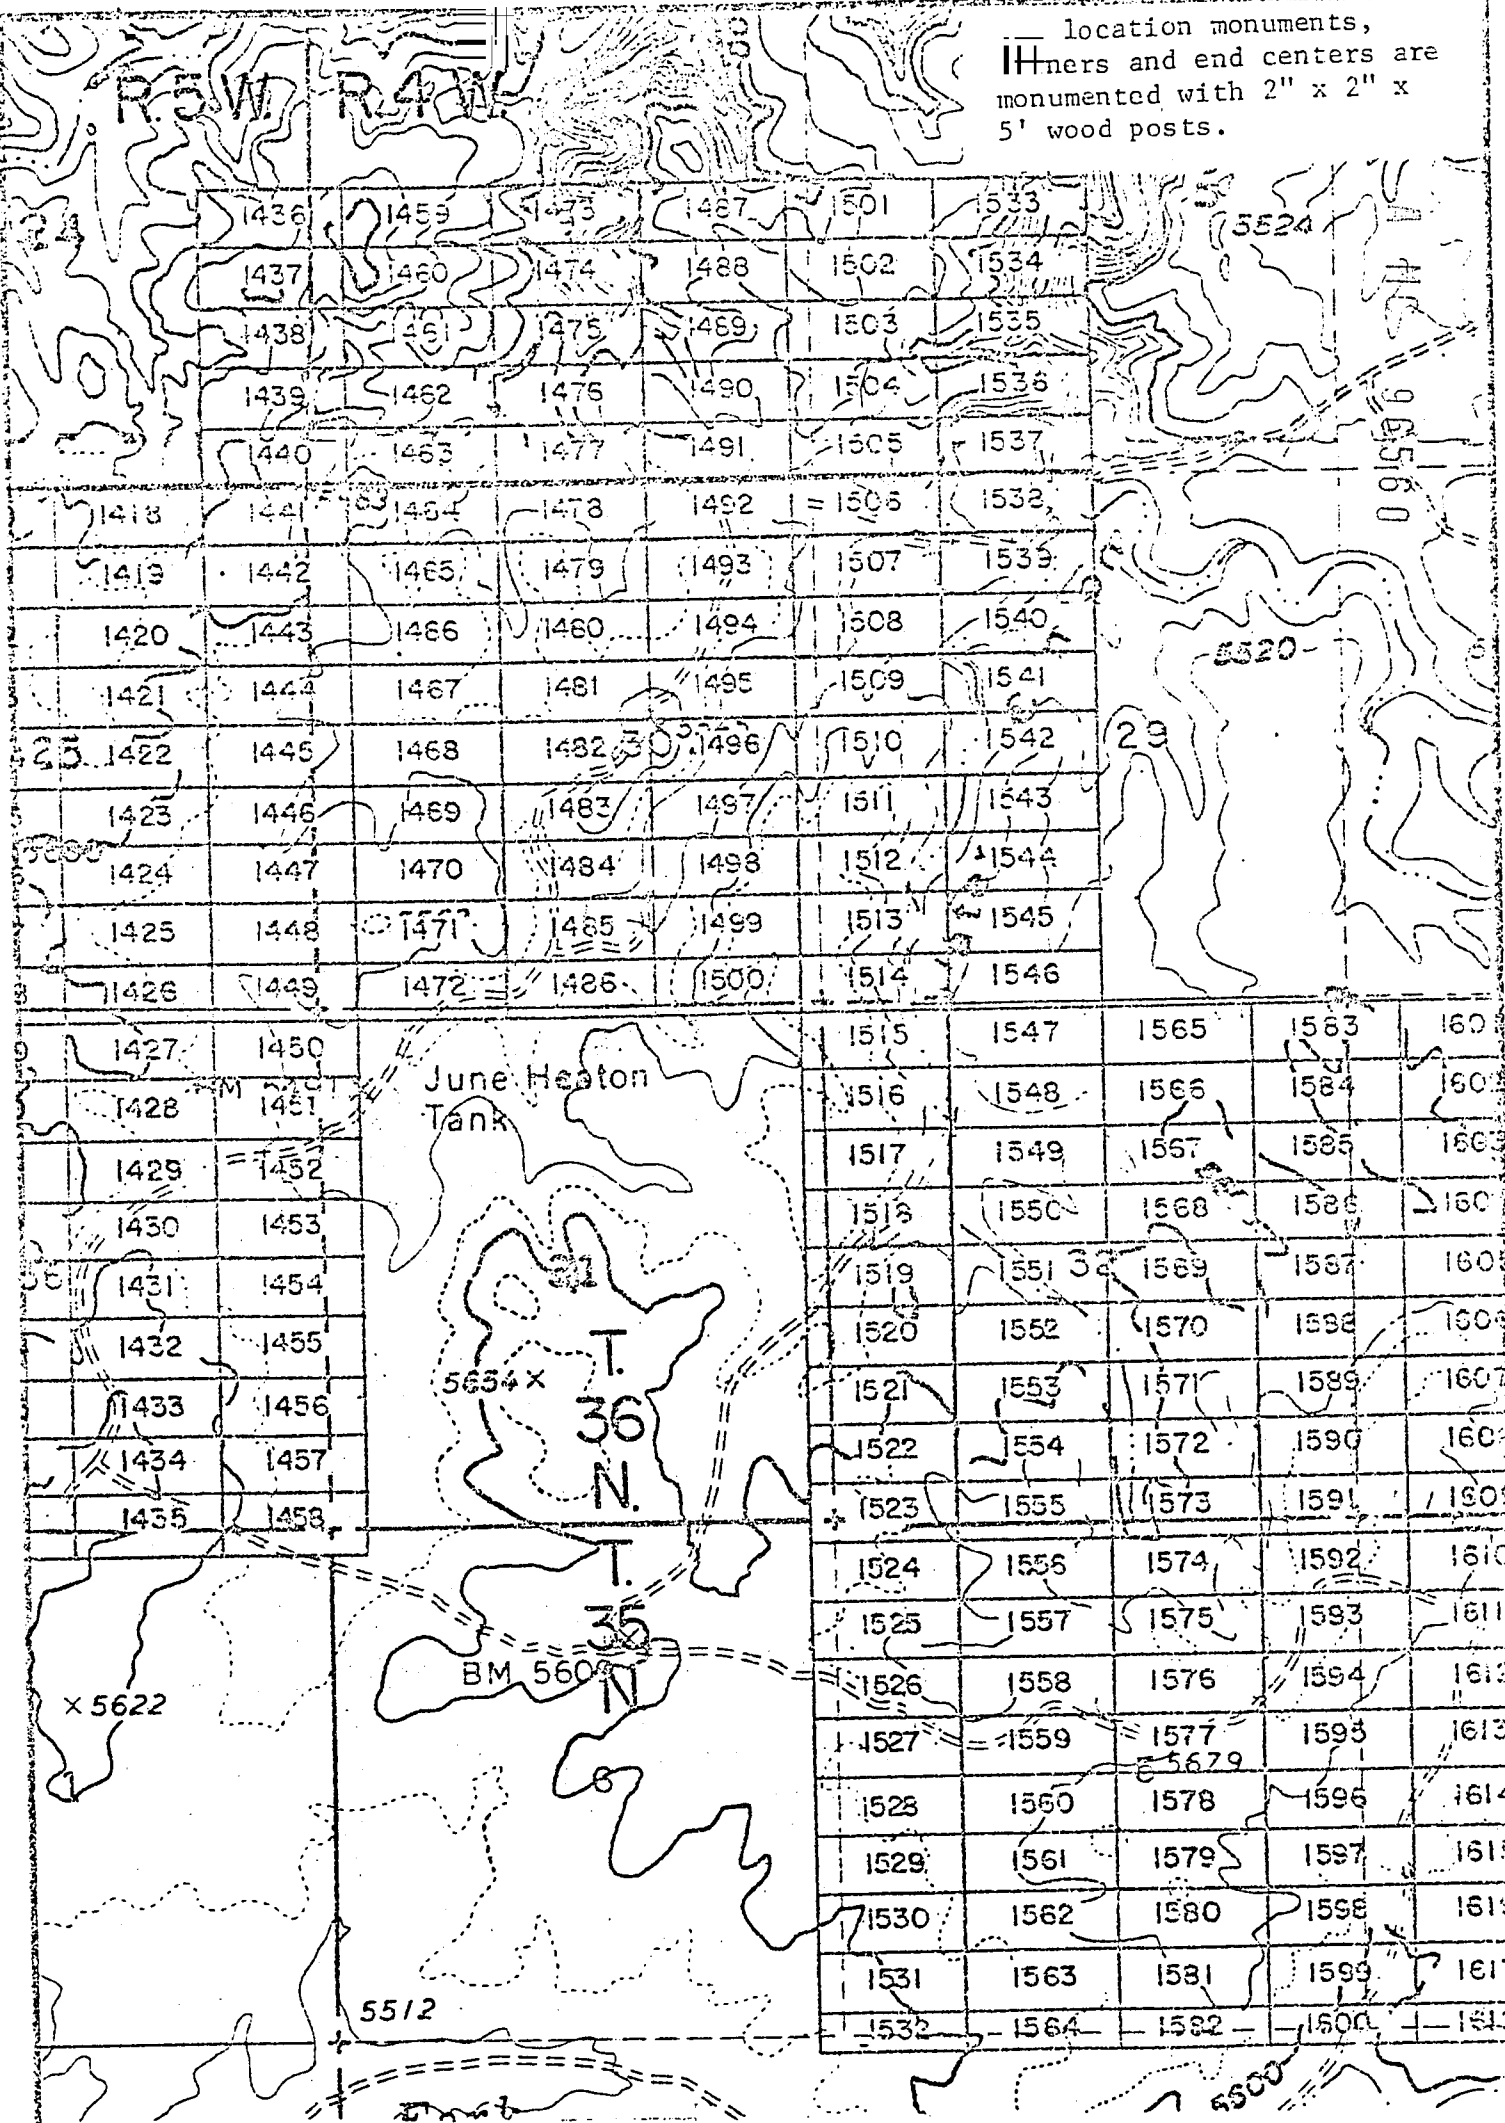 location monuments,
ners and end centers are
monumented with 2" x 2" x
5' wood posts.
R.5W. R.4W.
1436 1459 1473 1487 1501 1533
5524
1437 1460 1474 1488 1502 1534
1438 1461 1475 1489 1503 1535
1439 1462 1476 1490 1504 1536
1440 1463 1477 1491 1505 1537
96560
1418 1441 1464 1478 1492 1506 1538
1419 1442 1465 1479 1493 1507 1539
1420 1443 1466 1480 1494 1508 1540
5520
1421 1444 1467 1481 1495 1509 1541
25 1422 1445 1468 1482 30 1496 1510 1542 29
1423 1446 1469 1483 1497 1511 1543
1424 1447 1470 1484 1498 1512 1544
1425 1448 1471 1485 1499 1513 1545
1426 1449 1472 1486 1500 1514 1546
1427 1450 1515 1547 1565 1583
June Heaton
Tank
1428 1451 1516 1548 1566 1584
1429 1452 1517 1549 1567 1585
1430 1453 1518 1550 1568 1586
36 1431 1454 31 1519 1551 32 1569 1587 1605
1432 1455 1520 1552 1570 1588 1606
T.
36
N.
5654
1433 1456 1521 1553 1571 1589 1607
1434 1457 1522 1554 1572 1590
1435 1458 1523 1555 1573 1591
T.
35
N
1524 1556 1574 1592 1610
1525 1557 1575 1593 1611
BM
1526 1558 1576 1594
×5622
1527 1559 1577 1595 1613
5679
6
1528 1560 1578 1596 1614
1529 1561 1579 1597
1530 1562 1580 1598
1531 1563 1581 1599 1617
5512
1532 1564 1582 1600
5500